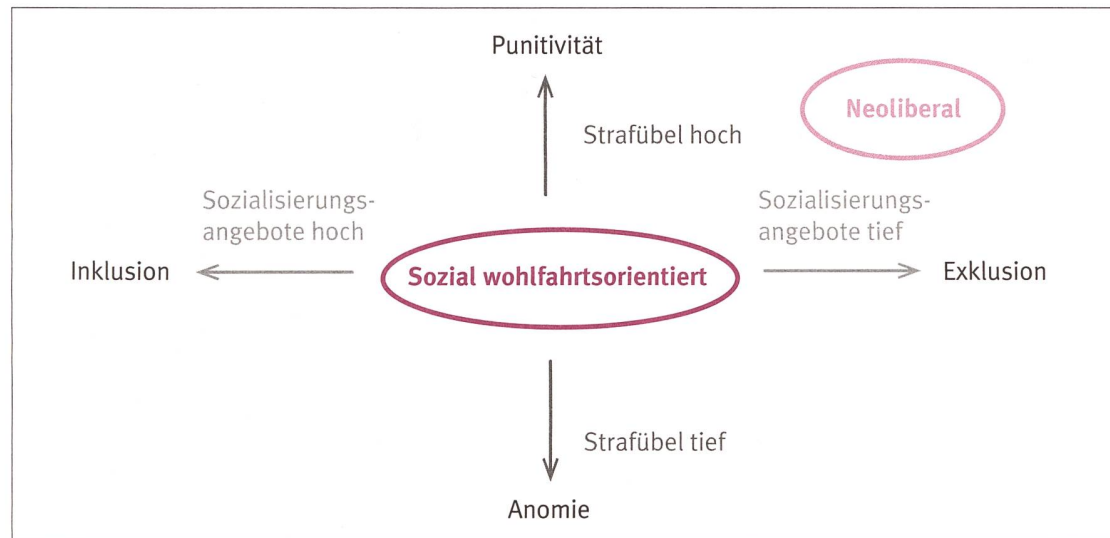 Punitivität
Neoliberal
Strafübel hoch
Sozialisierungs-
angebote hoch
Sozialisierungs-
angebote tief
Inklusion
Sozial wohlfahrtsorientiert
Exklusion
Strafübel tief
Anomie